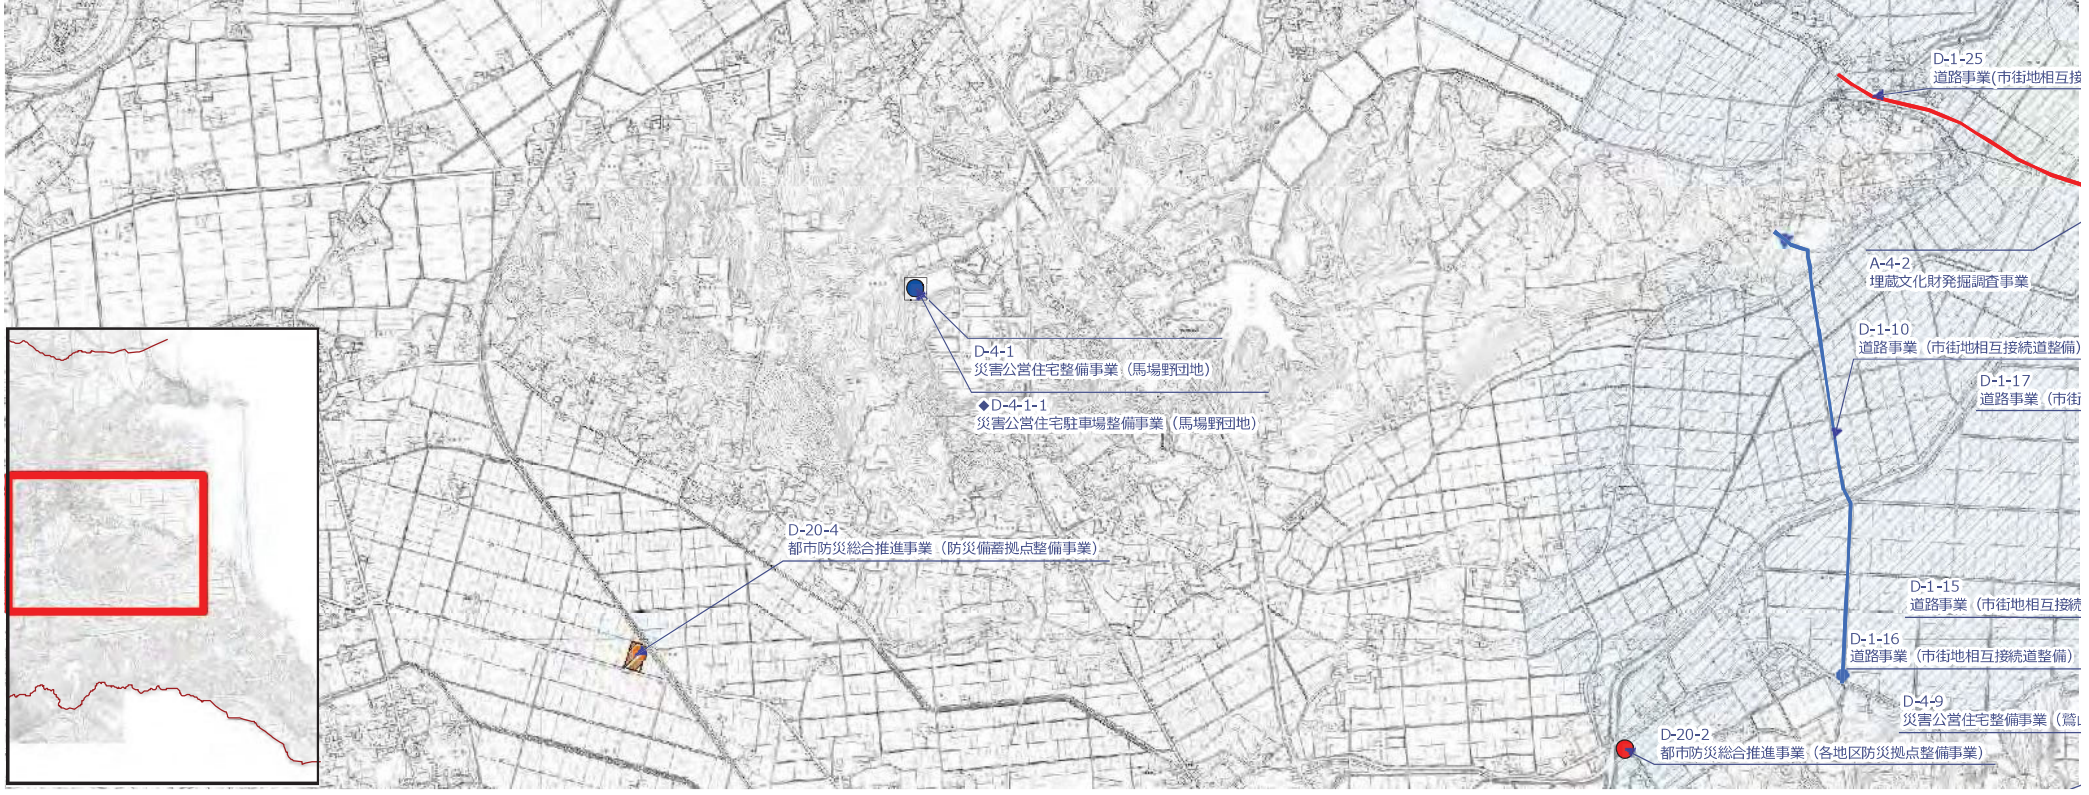 D-1-25
道路事業(市街地相互接
A-4-2
埋蔵文化財発掘調査事業
D-1-10
道路事業（市街地相互接続道整備）
D-4-1
災害公営住宅整備事業（馬場野団地）
D-1-17
道路事業（市街
◆D-4-1-1
災害公営住宅駐車場整備事業（馬場野団地）
D-20-4
都市防災総合推進事業（防災備蓄拠点整備事業）
D-1-15
道路事業（市街地相互接続
D-1-16
道路事業（市街地相互接続道整備）
D-4-9
災害公営住宅整備事業（鷲山
D-20-2
都市防災総合推進事業（各地区防災拠点整備事業）